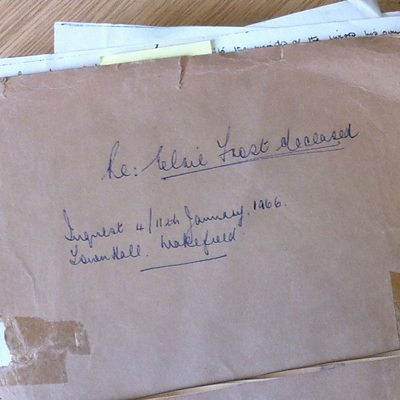 Re: Elsie Frost deceased
Inquest 4/11th January, 1966.
Town Hall. Wakefield.